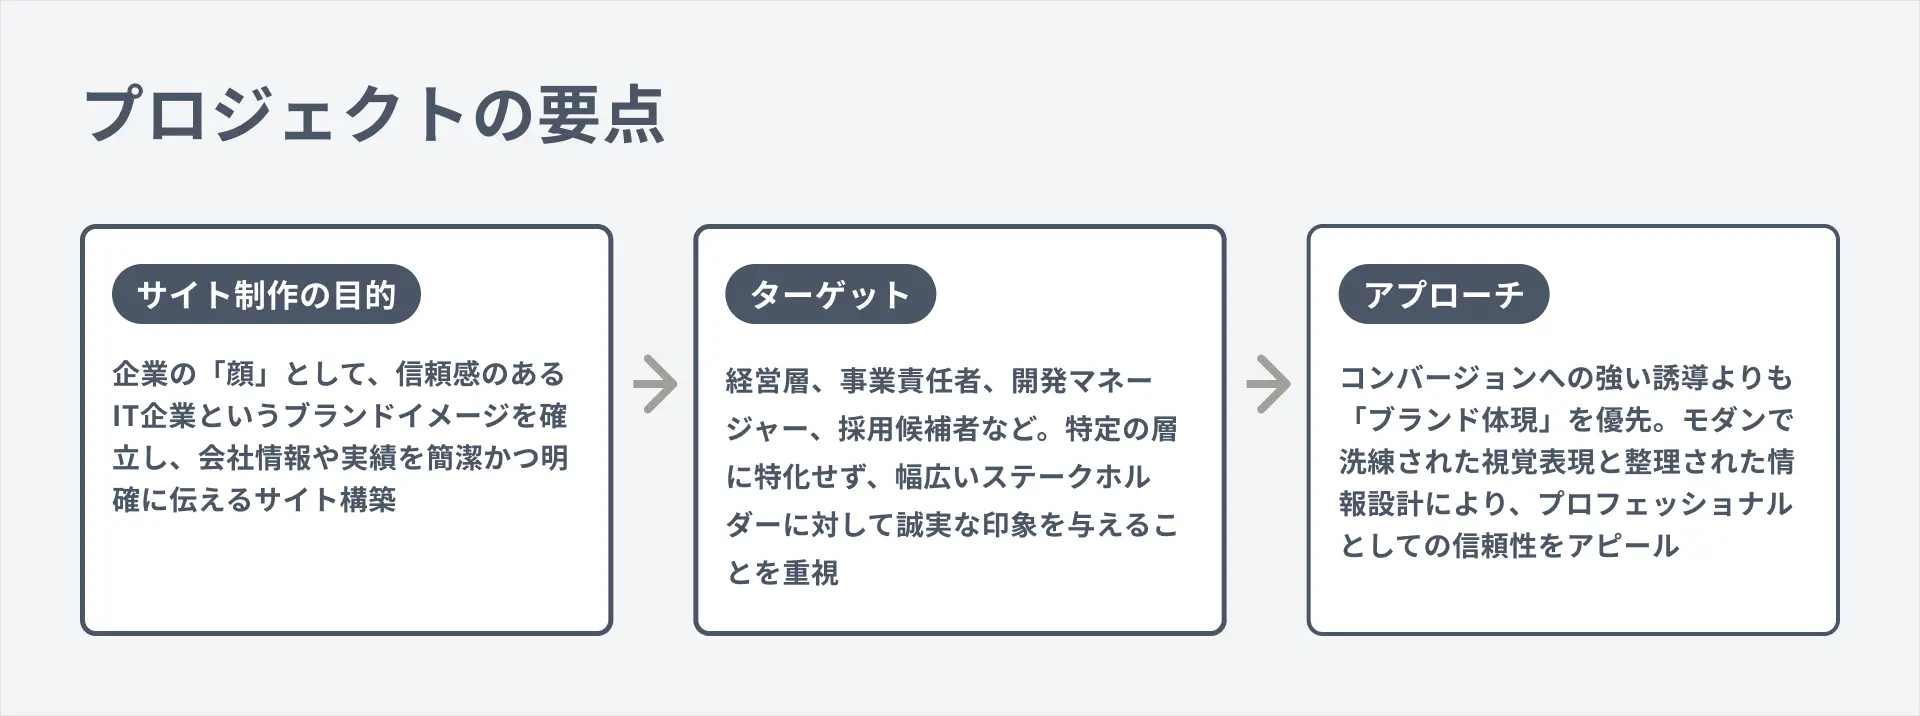 プロジェクトの要点
サイト制作の目的
企業の「顔」として、信頼感のある
IT企業というブランドイメージを確
立し、会社情報や実績を簡潔かつ明
確に伝えるサイト構築
ターゲット
経営層、事業責任者、開発マネー
ジャー、採用候補者など。特定の層
に特化せず、幅広いステークホル
ダーに対して誠実な印象を与えるこ
とを重視
アプローチ
コンバージョンへの強い誘導よりも
「ブランド体現」を優先。モダンで
洗練された視覚表現と整理された情
報設計により、プロフェッショナル
としての信頼性をアピール